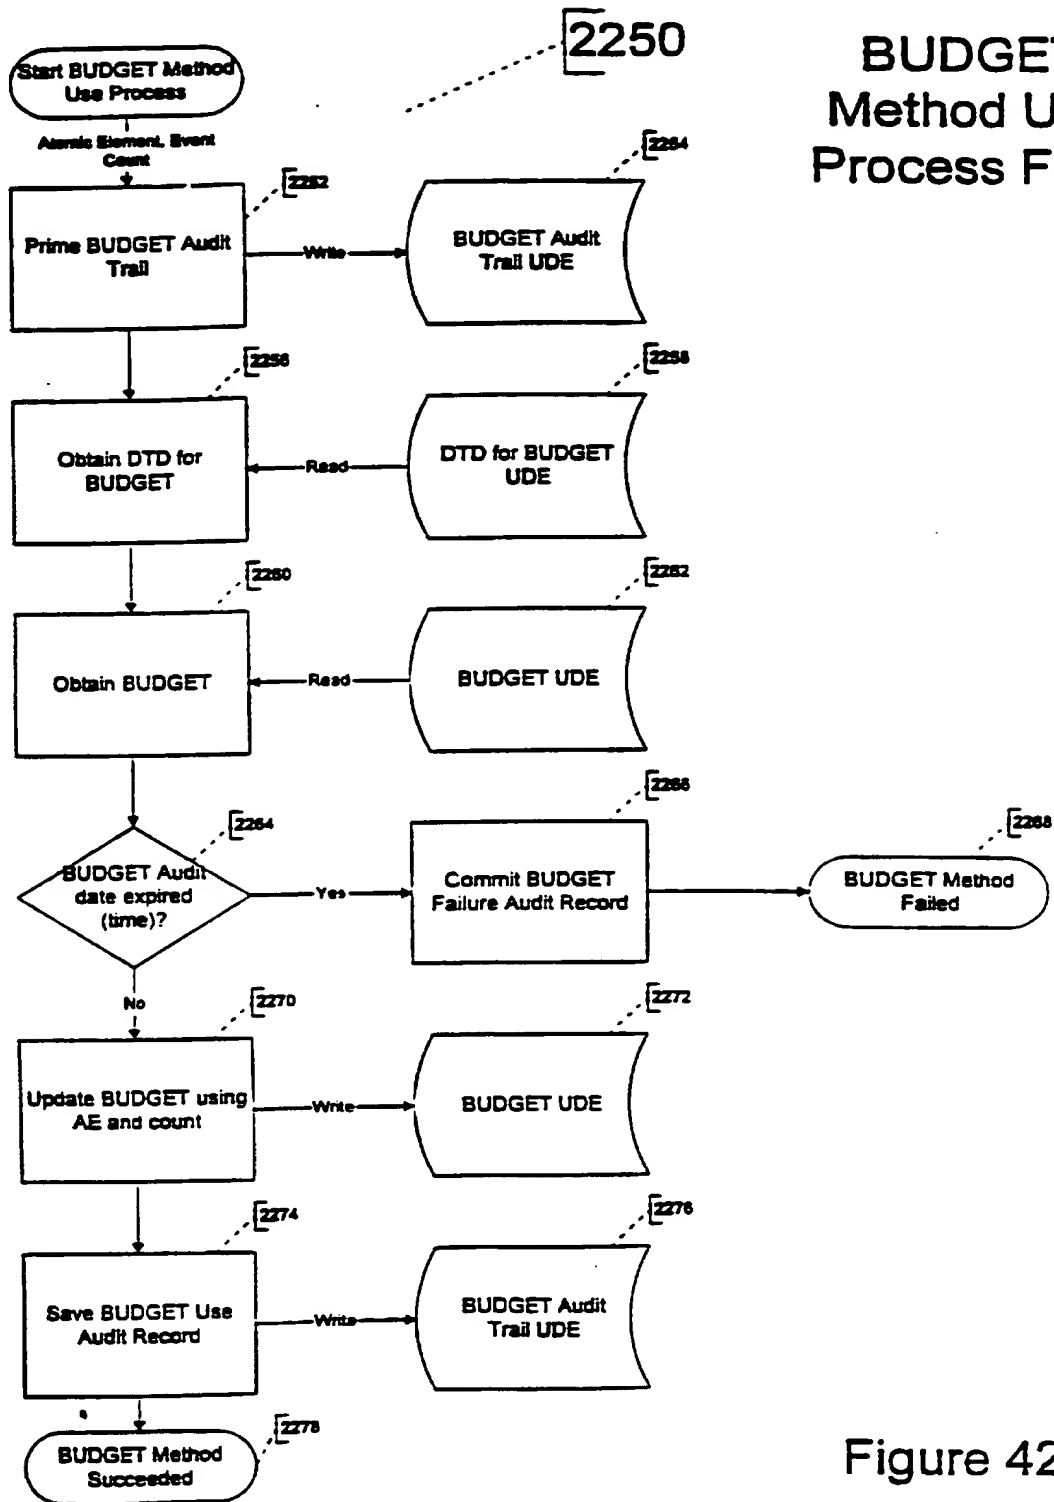 2250
BUDGET
Method U
Process F
Start BUDGET Method
Use Process
Atomic Element, Event
Count
2252
2254
Prime BUDGET Audit
Trail
Write
BUDGET Audit
Trail UDE
2256
2258
Obtain DTD for
BUDGET
Read
DTD for BUDGET
UDE
2260
2262
Obtain BUDGET
Read
BUDGET UDE
2264
2266
2268
BUDGET Audit
date expired
(time)?
Yes
Commit BUDGET
Failure Audit Record
BUDGET Method
Failed
No
2270
2272
Update BUDGET using
AE and count
Write
BUDGET UDE
2274
2276
Save BUDGET Use
Audit Record
Write
BUDGET Audit
Trail UDE
2278
BUDGET Method
Succeeded
Figure 42